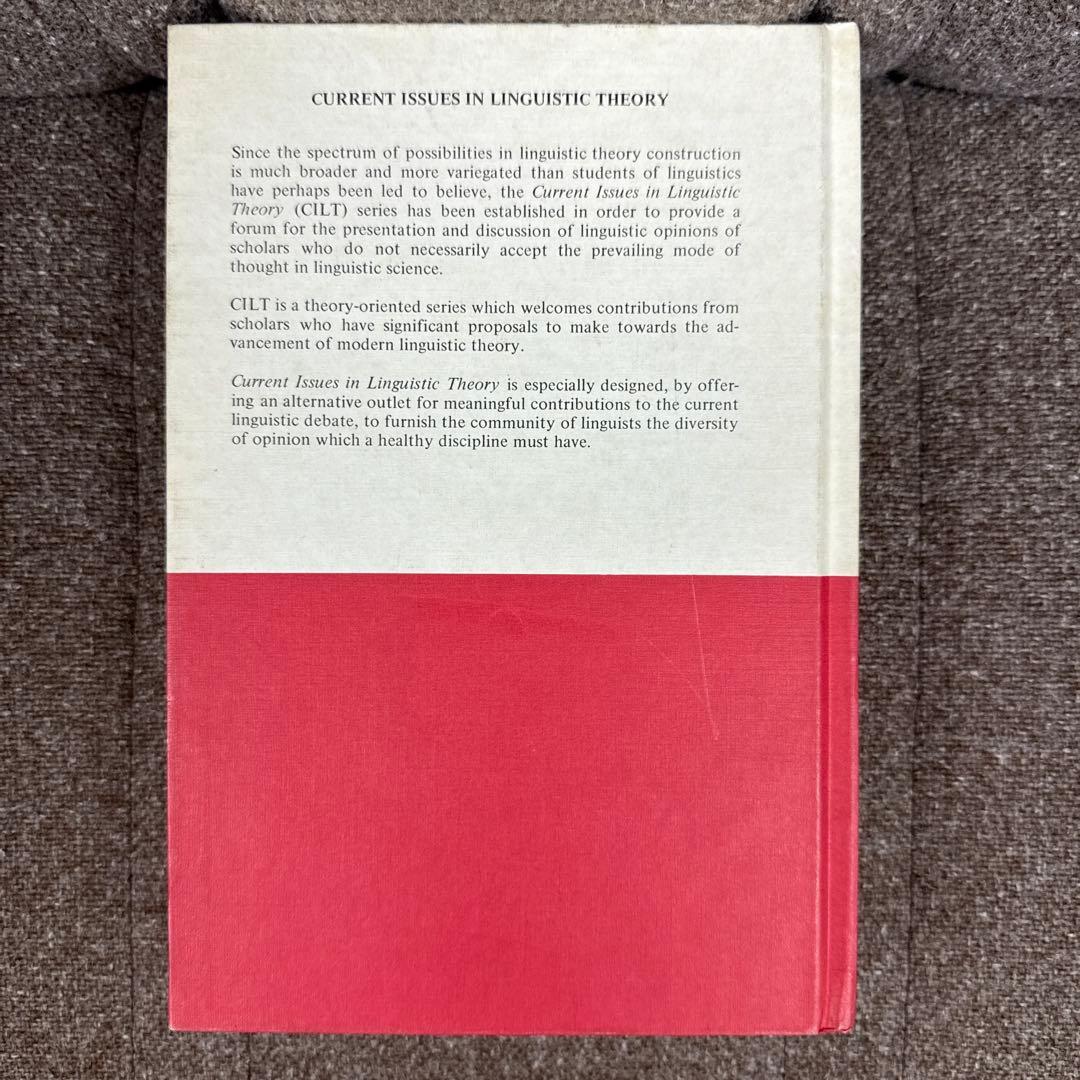 CURRENT ISSUES IN LINGUISTIC THEORY
Since the spectrum of possibilities in linguistic theory construction
is much broader and more variegated than students of linguistics
have perhaps been led to believe, the Current Issues in Linguistic
Theory (CILT) series has been established in order to provide a
forum for the presentation and discussion of linguistic opinions of
scholars who do not necessarily accept the prevailing mode of
thought in linguistic science.
CILT is a theory-oriented series which welcomes contributions from
scholars who have significant proposals to make towards the ad-
vancement of modern linguistic theory.
Current Issues in Linguistic Theory is especially designed, by offer-
ing an alternative outlet for meaningful contributions to the current
linguistic debate, to furnish the community of linguists the diversity
of opinion which a healthy discipline must have.